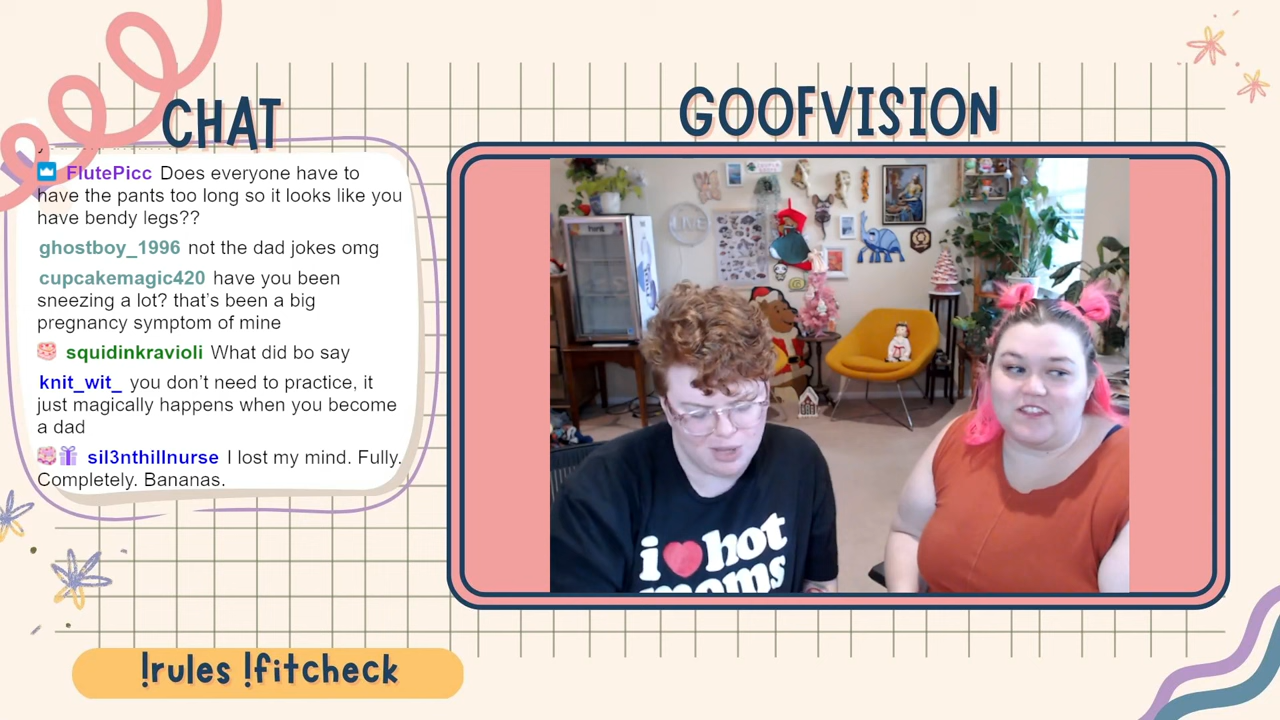 CHAT
GOOFVISION
FlutePicc Does everyone have to
have the pants too long so it looks like you
have bendy legs??
ghostboy_1996 not the dad jokes omg
cupcakemagic420 have you been
sneezing a lot? that's been a big
pregnancy symptom of mine
squidinkravioli What did bo say
knit_wit_ you don't need to practice, it
just magically happens when you become
a dad
sil3nthillnurse I lost my mind. Fully.
Completely. Bananas.
LIVE
i hot
moms
!rules !fitcheck